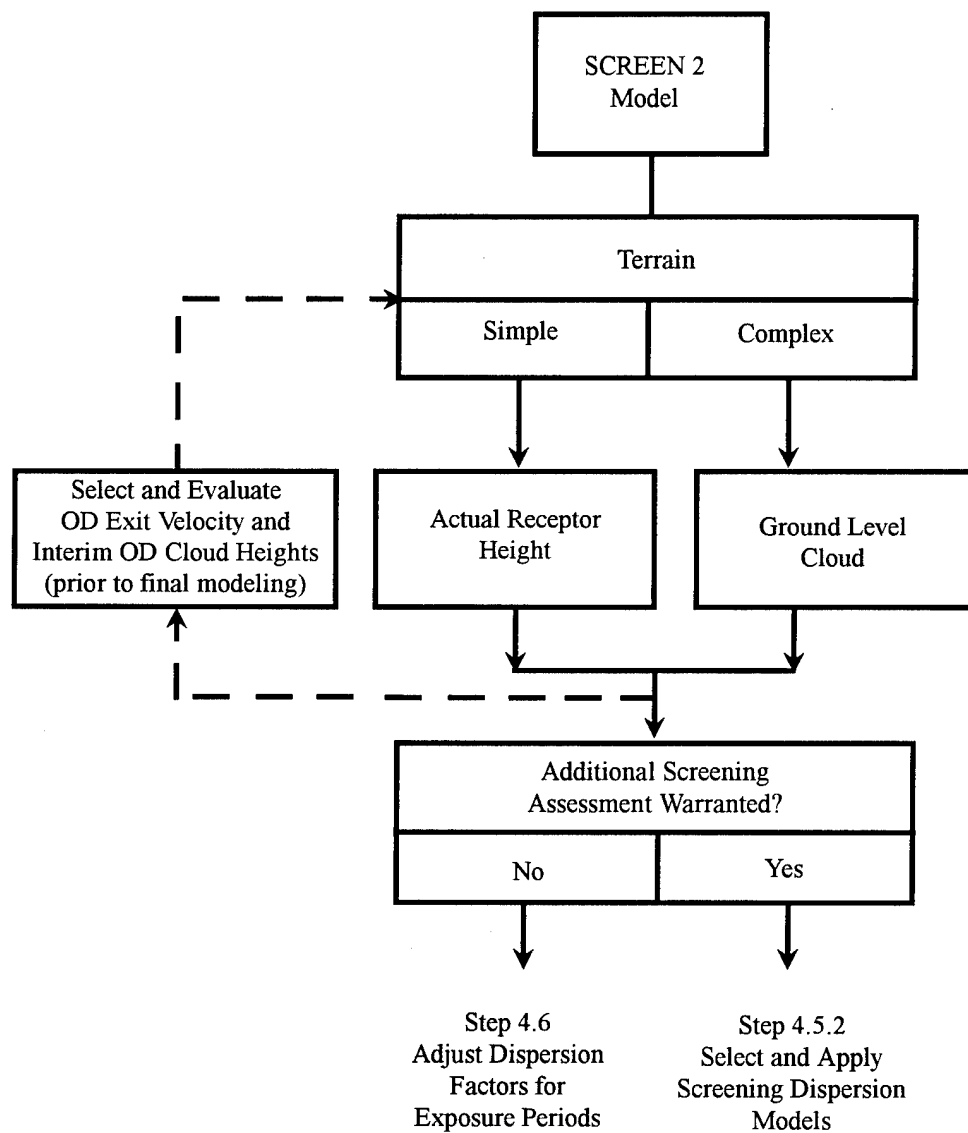 SCREEN 2
Model
Terrain
Simple
Complex
Select and Evaluate
OD Exit Velocity and
Interim OD Cloud Heights
(prior to final modeling)
Actual Receptor
Height
Ground Level
Cloud
Additional Screening
Assessment Warranted?
No
Yes
Step 4.6
Adjust Dispersion
Factors for
Exposure Periods
Step 4.5.2
Select and Apply
Screening Dispersion
Models